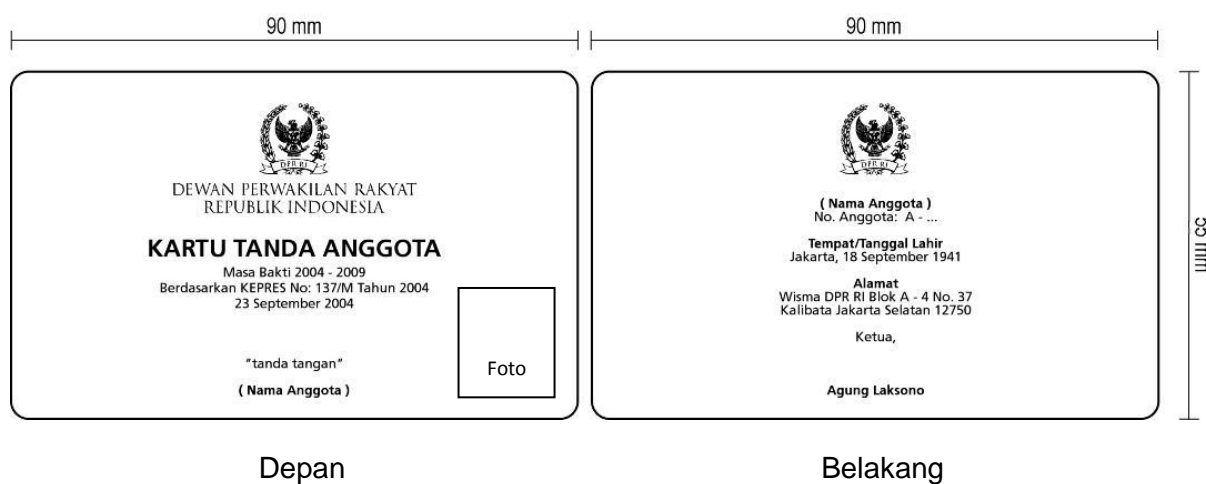 90 mm
90 mm
DPR RI
DEWAN PERWAKILAN RAKYAT
REPUBLIK INDONESIA
KARTU TANDA ANGGOTA
Masa Bakti 2004 - 2009
Berdasarkan KEPRES No: 137/M Tahun 2004
23 September 2004
"tanda tangan"
( Nama Anggota )
Foto
DPR RI
( Nama Anggota )
No. Anggota: A - ...
Tempat/Tanggal Lahir
Jakarta, 18 September 1941
Alamat
Wisma DPR RI Blok A - 4 No. 37
Kalibata Jakarta Selatan 12750
Ketua,
Agung Laksono
Depan
Belakang